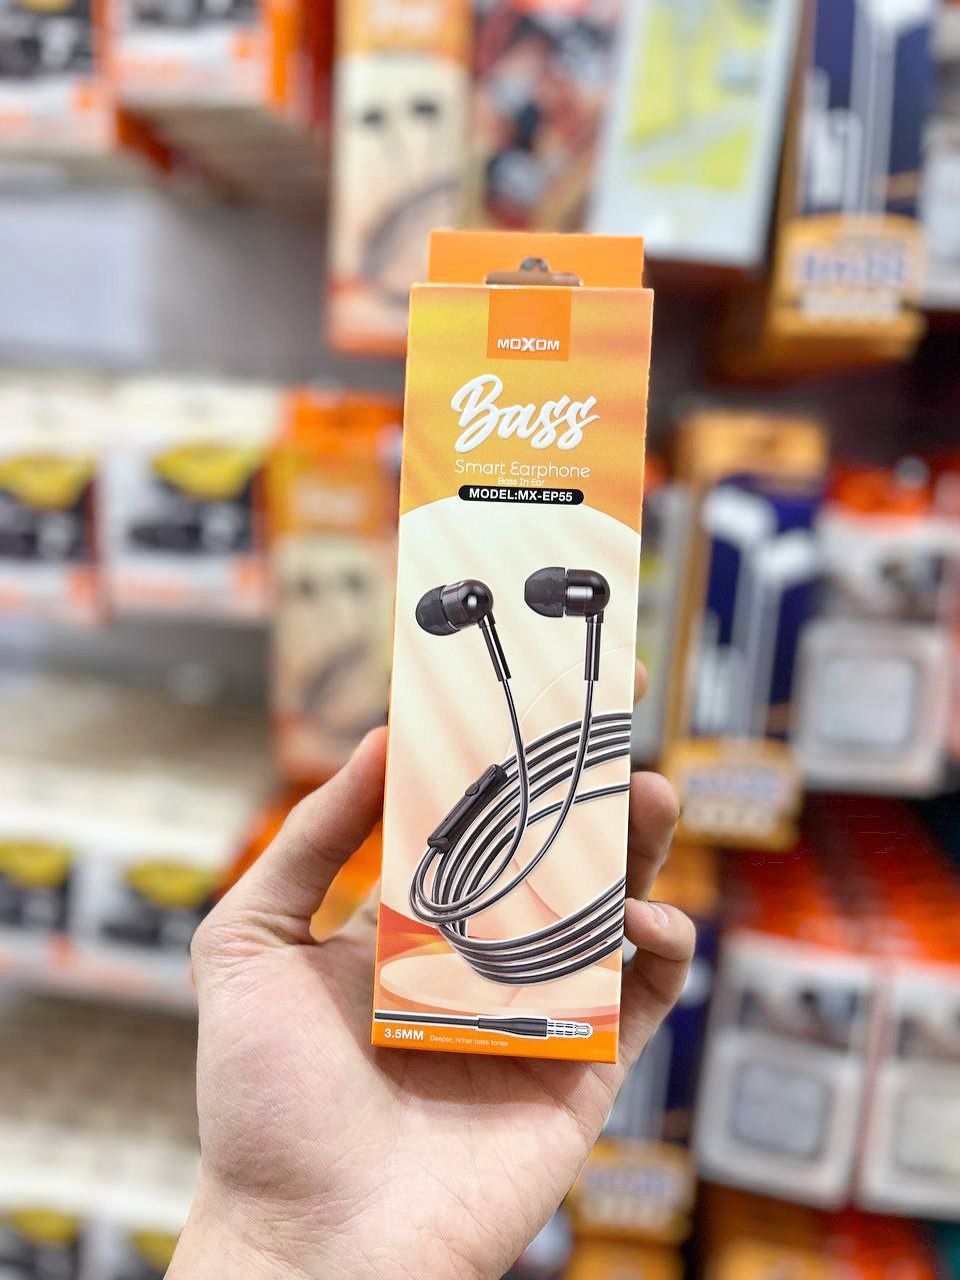 MOXOM
Bass
Smart Earphone
Bass In Ear
MODEL:MX-EP55
3.5MM Deeper, richer bass tones